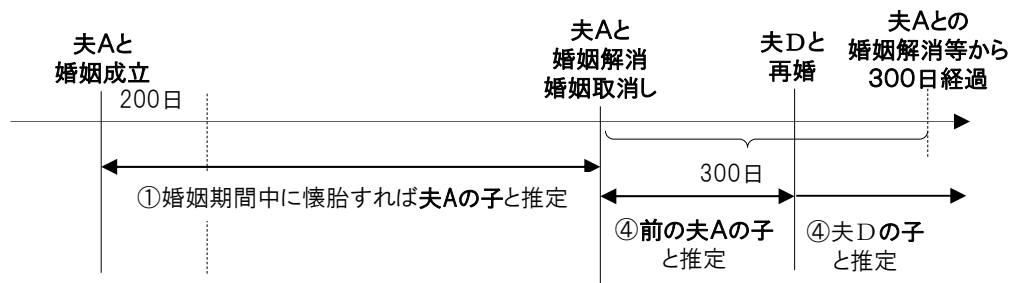 夫Aと
婚姻成立
200日
夫Aと
婚姻解消
婚姻取消し
夫Dと
再婚
夫Aとの
婚姻解消等から
300日経過
300日
①婚姻期間中に懐胎すれば夫Aの子と推定
④前の夫Aの子
と推定
④夫Dの子
と推定